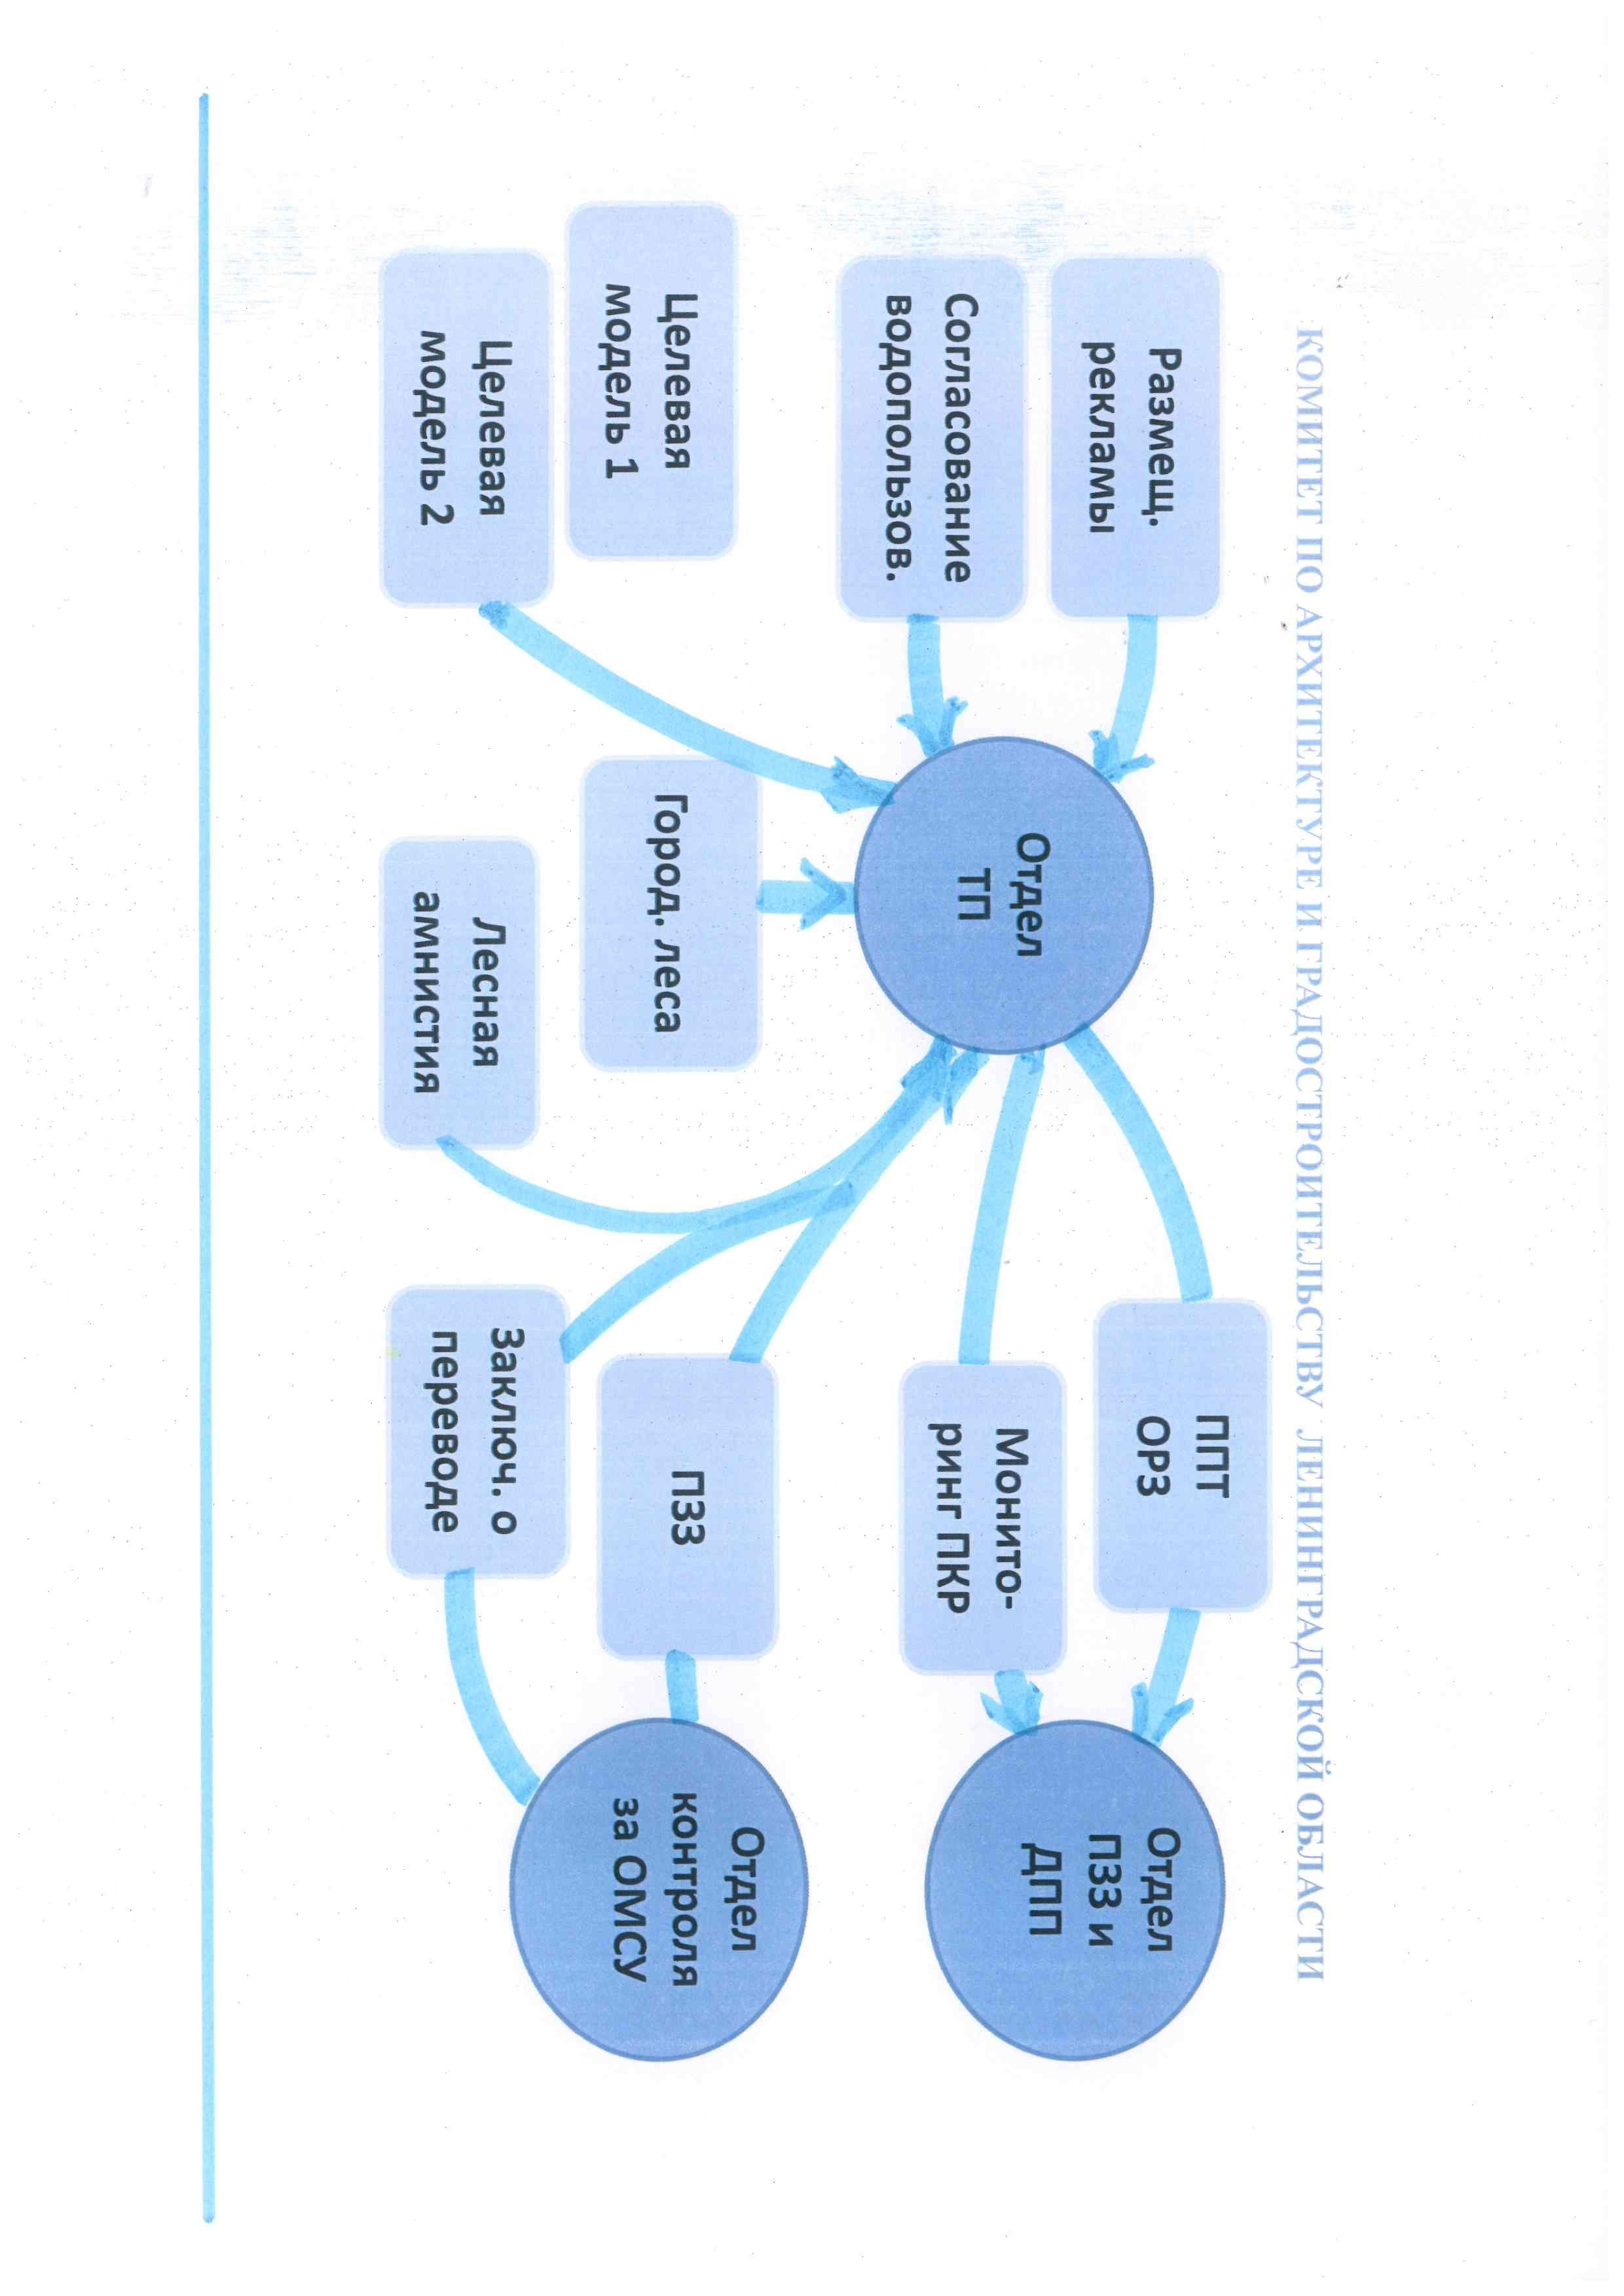 КОМИТЕТ ПО АРХИТЕКТУРЕ И ГРАДОСТРОИТЕЛЬСТВУ ЛЕНИНГРАДСКОЙ ОБЛАСТИ
Размещ.
рекламы
Согласование
водопользов.
Целевая
модель 1
Целевая
модель 2
Отдел
ТП
Город. леса
Лесная
амнистия
ППТ
ОРЗ
Монито-
ринг ПКР
ПЗЗ
Заключ. о
переводе
Отдел
ПЗЗ и
ДПП
Отдел
контроля
за ОМСУ